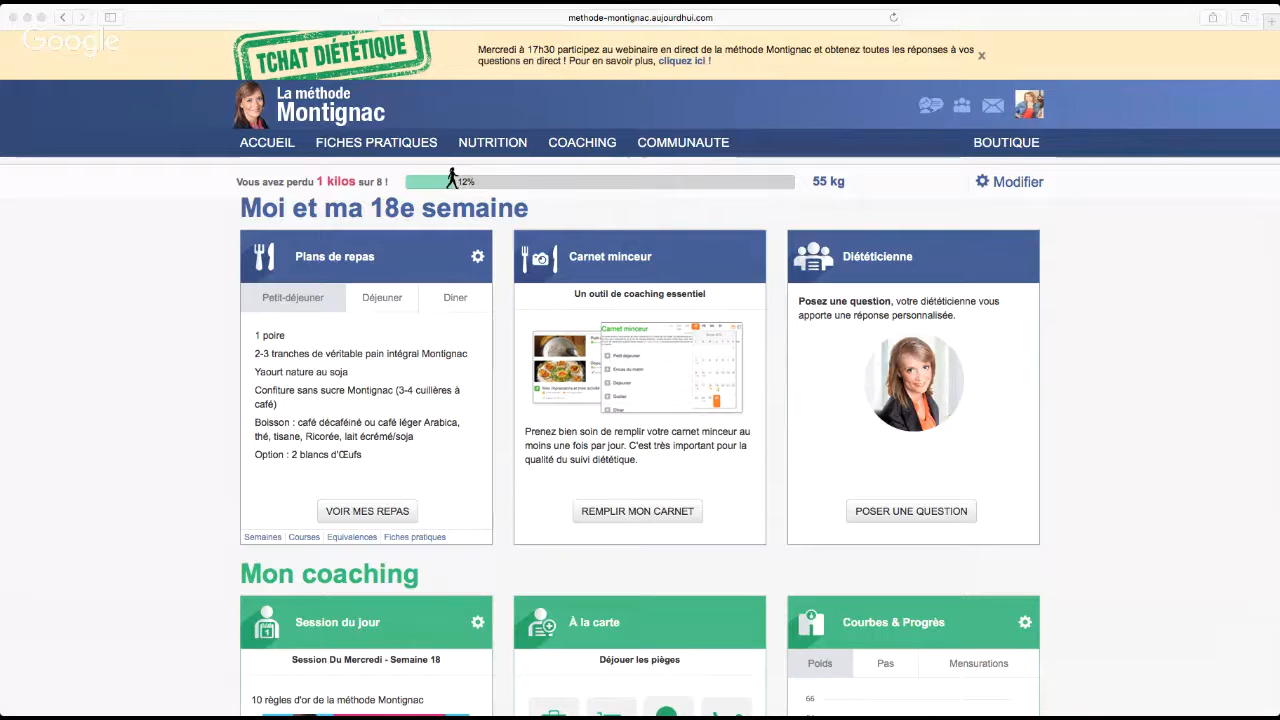 methode-montignac.aujourdhui.com
Google
TCHAT DIÉTÉTIQUE
Mercredi à 17h30 participez au webinaire en direct de la méthode Montignac et obtenez toutes les réponses à vos
questions en direct ! Pour en savoir plus, cliquez ici !
La méthode
Montignac
ACCUEIL FICHES PRATIQUES NUTRITION COACHING COMMUNAUTE BOUTIQUE
Vous avez perdu 1 kilos sur 8 ! 12% 55 kg Modifier
Moi et ma 18e semaine
Plans de repas
Petit-déjeuner Déjeuner Diner
1 poire
2-3 tranches de véritable pain intégral Montignac
Yaourt nature au soja
Confiture sans sucre Montignac (3-4 cuillères à
café)
Boisson : café décaféiné ou café léger Arabica,
thé, tisane, Ricorée, lait écrémé/soja
Option : 2 blancs d'Œufs
VOIR MES REPAS
Semaines Courses Equivalences Fiches pratiques
Carnet minceur
Un outil de coaching essentiel
Carnet minceur
Petit déjeuner
Encas du matin
Déjeuner
Goûter
Dîner
Prenez bien soin de remplir votre carnet minceur au
moins une fois par jour. C'est très important pour la
qualité du suivi diététique.
REMPLIR MON CARNET
Diététicienne
Posez une question, votre diététicienne vous
apporte une réponse personnalisée.
POSER UNE QUESTION
Mon coaching
Session du jour
Session Du Mercredi - Semaine 18
10 règles d'or de la méthode Montignac
À la carte
Déjouer les pièges
Courbes & Progrès
Poids Pas Mensurations
66